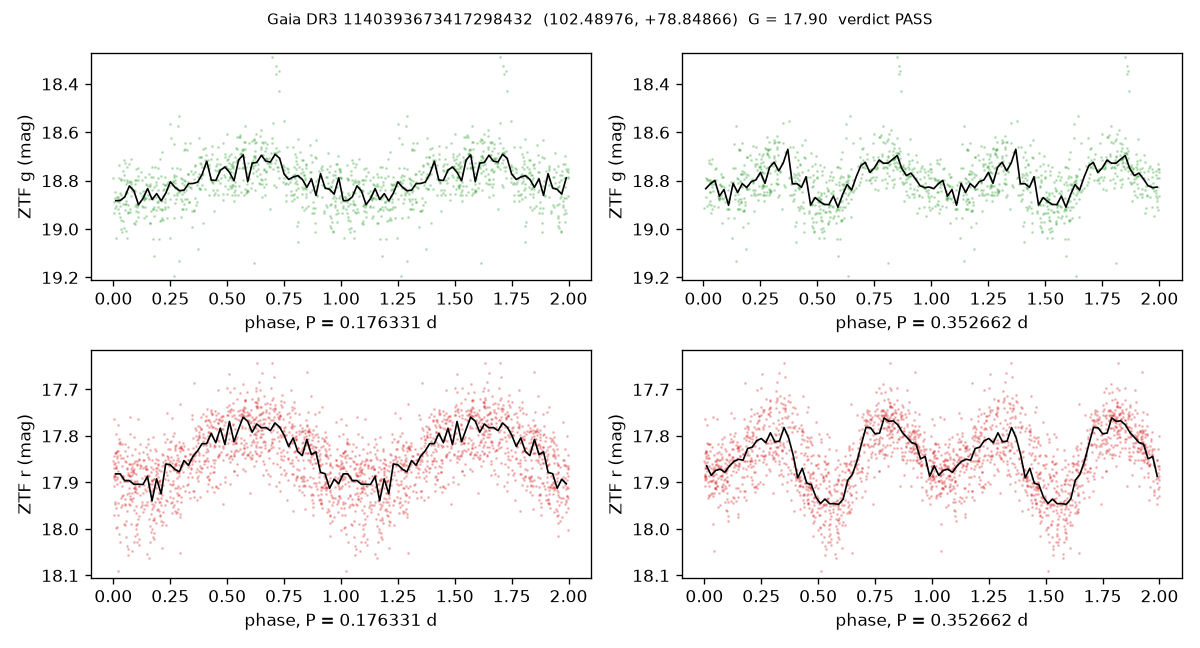 Gaia DR3 1140393673417298432 (102.48976, +78.84866) G = 17.90 verdict PASS
ZTF g (mag)
18.4
18.6
18.8
19.0
19.2
0.00 0.25 0.50 0.75 1.00 1.25 1.50 1.75 2.00
phase, P = 0.176331 d
ZTF g (mag)
18.4
18.6
18.8
19.0
19.2
0.00 0.25 0.50 0.75 1.00 1.25 1.50 1.75 2.00
phase, P = 0.352662 d
ZTF r (mag)
17.7
17.8
17.9
18.0
18.1
0.00 0.25 0.50 0.75 1.00 1.25 1.50 1.75 2.00
phase, P = 0.176331 d
ZTF r (mag)
17.7
17.8
17.9
18.0
18.1
0.00 0.25 0.50 0.75 1.00 1.25 1.50 1.75 2.00
phase, P = 0.352662 d